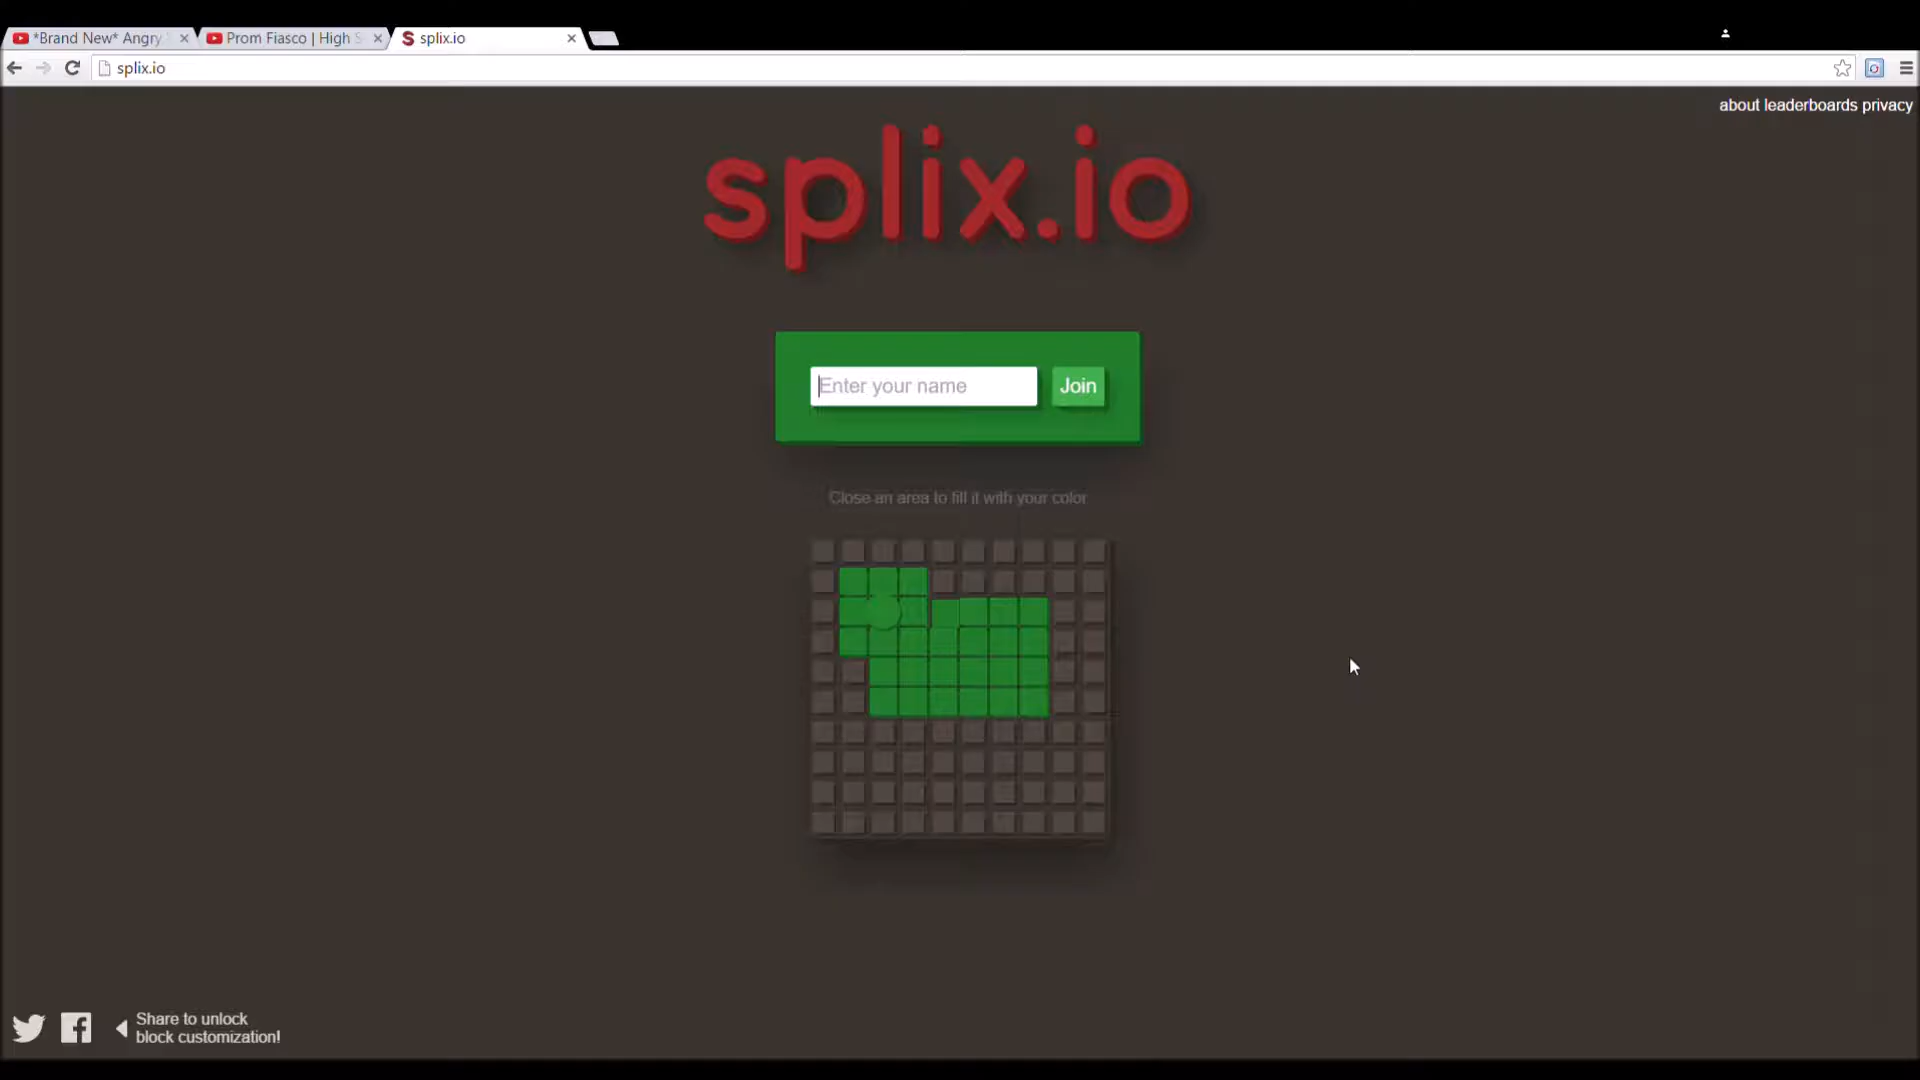 *Brand New* Angry
Prom Fiasco | High S
splix.io
splix.io
about leaderboards privacy
splix.io
Enter your name
Join
Close an area to fill it with your color
Share to unlock
block customization!